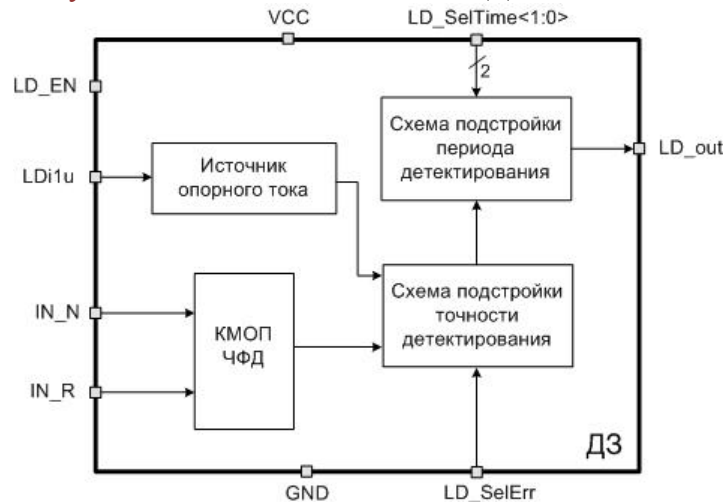 VCC
LD_SelTime<1:0>
LD_EN
2
Схема подстройки
периода
детектирования
LD_out
LDi1u
Источник
опорного тока
IN_N
КМОП
ЧФД
Схема подстройки
точности
детектирования
IN_R
ДЗ
GND
LD_SelErr